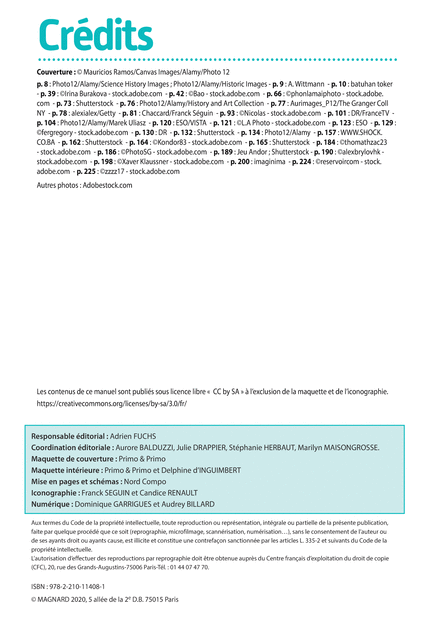 Crédits
Couverture : © Mauricios Ramos/Canvas Images/Alamy/Photo 12
p. 8 : Photo12/Alamy/Science History Images ; Photo12/Alamy/Historic Images - p. 9 : A. Wittmann - p. 10 : batuhan toker
- p. 39 : ©Irina Burakova - stock.adobe.com - p. 42 : ©Bao - stock.adobe.com - p. 66 : ©phonlamaiphoto - stock.adobe.
com - p. 73 : Shutterstock - p. 76 : Photo12/Alamy/History and Art Collection - p. 77 : Aurimages_P12/The Granger Coll
NY - p. 78 : alexialex/Getty - p. 81 : Chaccard/Franck Séguin - p. 93 : ©Nicolas - stock.adobe.com - p. 101 : DR/FranceTV -
p. 104 : Photo12/Alamy/Marek Uliasz - p. 120 : ESO/VISTA - p. 121 : ©L.A Photo - stock.adobe.com - p. 123 : ESO - p. 129 :
©fergregory - stock.adobe.com - p. 130 : DR - p. 132 : Shutterstock - p. 134 : Photo12/Alamy - p. 157 : WWW.SHOCK.
CO.BA - p. 162 : Shutterstock - p. 164 : ©Kondor83 - stock.adobe.com - p. 165 : Shutterstock - p. 184 : ©thomathzac23
- stock.adobe.com - p. 186 : ©PhotoSG - stock.adobe.com - p. 189 : Jeu Andor ; Shutterstock - p. 190 : ©alexbrylovhk -
stock.adobe.com - p. 198 : ©Xaver Klaussner - stock.adobe.com - p. 200 : imaginima - p. 224 : ©reservoircom - stock.
adobe.com - p. 225 : ©zzzz17 - stock.adobe.com
Autres photos : Adobestock.com
Les contenus de ce manuel sont publiés sous licence libre « CC by SA » à l'exclusion de la maquette et de l'iconographie.
https://creativecommons.org/licenses/by-sa/3.0/fr/
Responsable éditorial : Adrien FUCHS
Coordination éditoriale : Aurore BALDUZZI, Julie DRAPPIER, Stéphanie HERBAUT, Marilyn MAISONGROSSE.
Maquette de couverture : Primo & Primo
Maquette intérieure : Primo & Primo et Delphine d'INGUIMBERT
Mise en pages et schémas : Nord Compo
Iconographie : Franck SEGUIN et Candice RENAULT
Numérique : Dominique GARRIGUES et Audrey BILLARD
Aux termes du Code de la propriété intellectuelle, toute reproduction ou représentation, intégrale ou partielle de la présente publication,
faite par quelque procédé que ce soit (reprographie, microfilmage, scannérisation, numérisation…), sans le consentement de l'auteur ou
de ses ayants droit ou ayants cause, est illicite et constitue une contrefaçon sanctionnée par les articles L. 335-2 et suivants du Code de la
propriété intellectuelle.
L'autorisation d'effectuer des reproductions par reprographie doit être obtenue auprès du Centre français d'exploitation du droit de copie
(CFC), 20, rue des Grands-Augustins-75006 Paris-Tél. : 01 44 07 47 70.
ISBN : 978-2-210-11408-1
© MAGNARD 2020, 5 allée de la 2e D.B. 75015 Paris